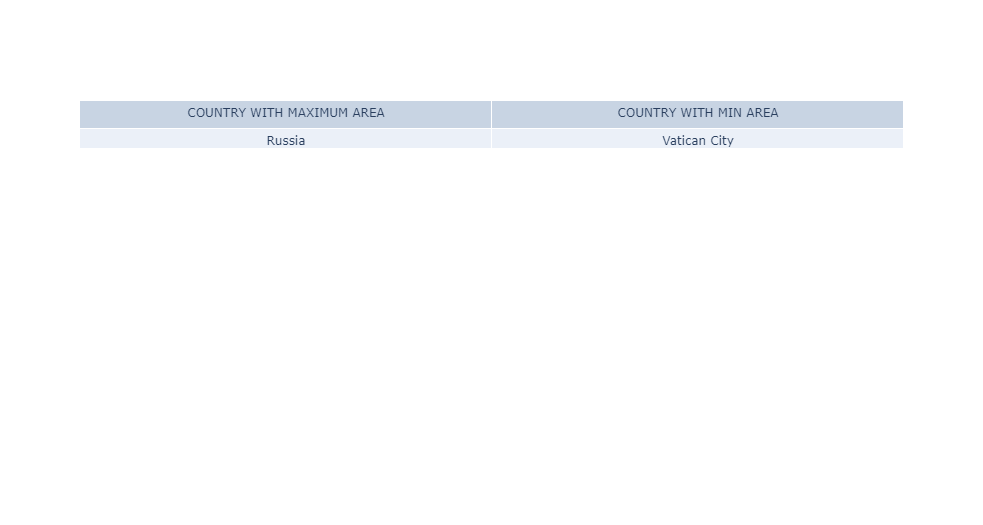 COUNTRY WITH MAXIMUM AREA COUNTRY WITH MIN AREA
Russia Vatican City